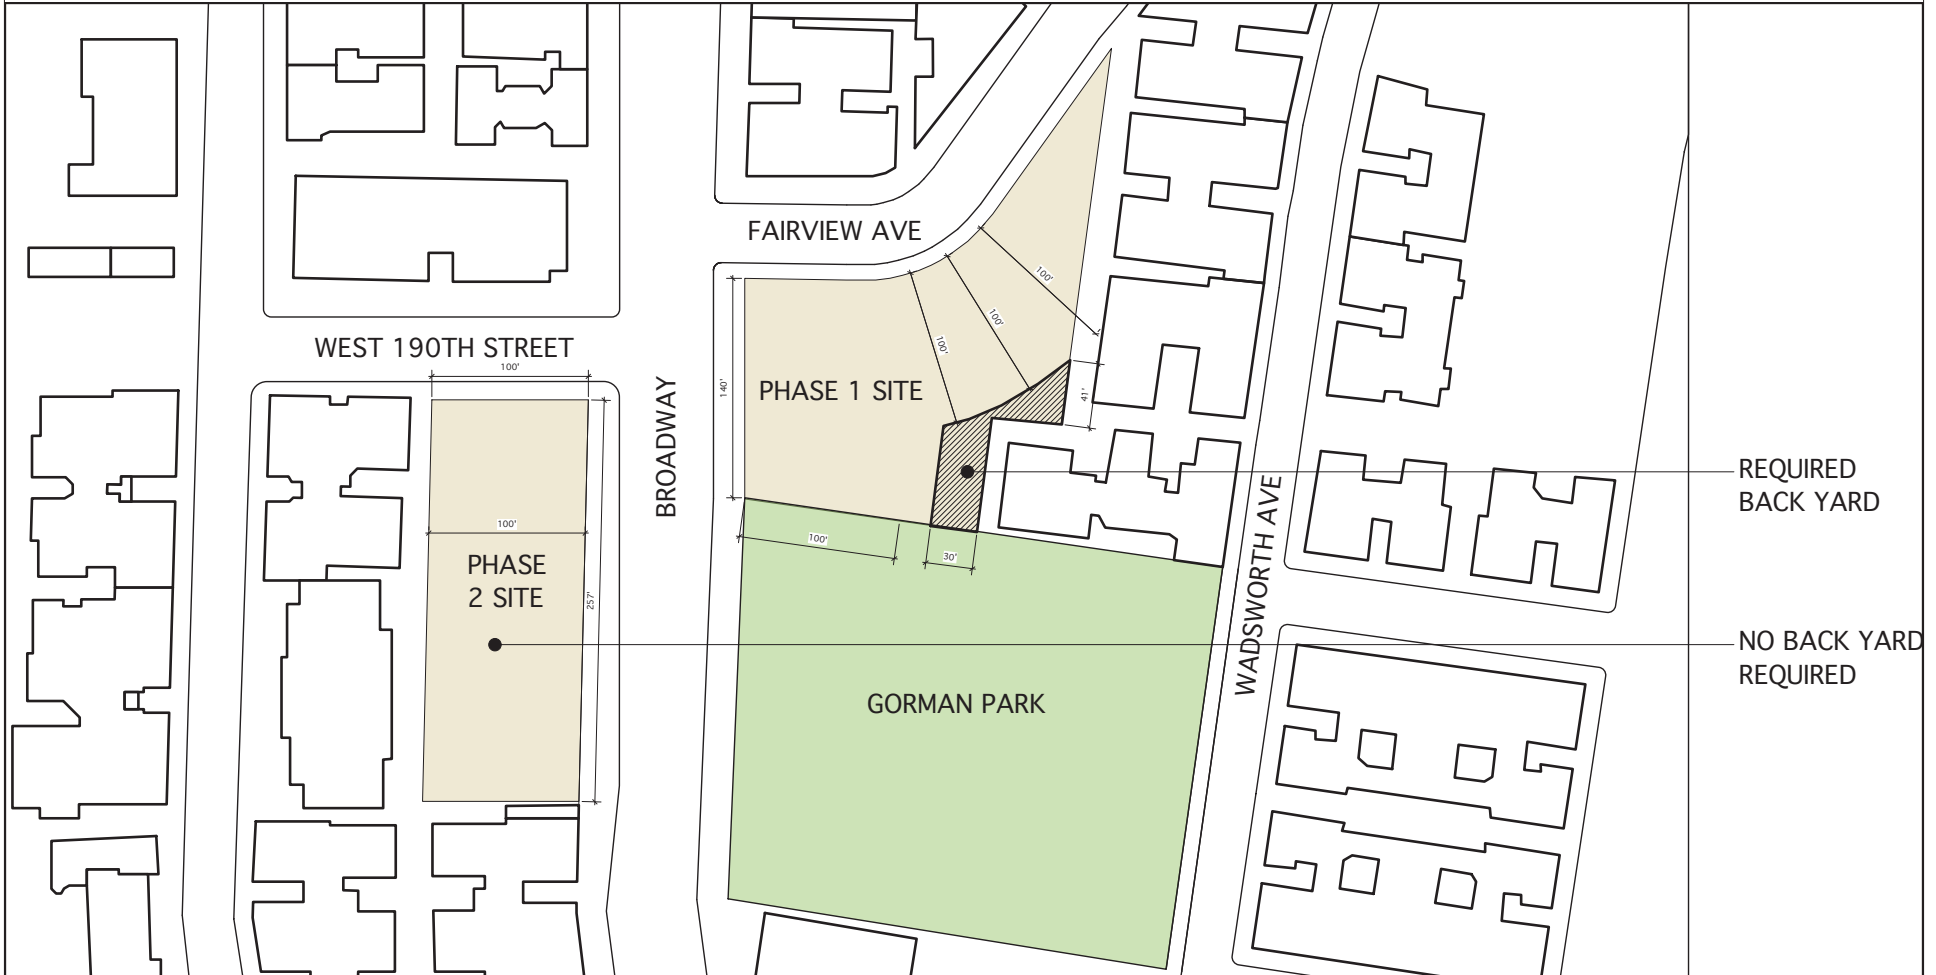 FAIRVIEW AVE
100'
100'
100'
WEST 190TH STREET
100'
BROADWAY
140'
PHASE 1 SITE
41'
REQUIRED
BACK YARD
WADSWORTH AVE
100'
100'
30'
PHASE
2 SITE
257'
NO BACK YARD
REQUIRED
GORMAN PARK